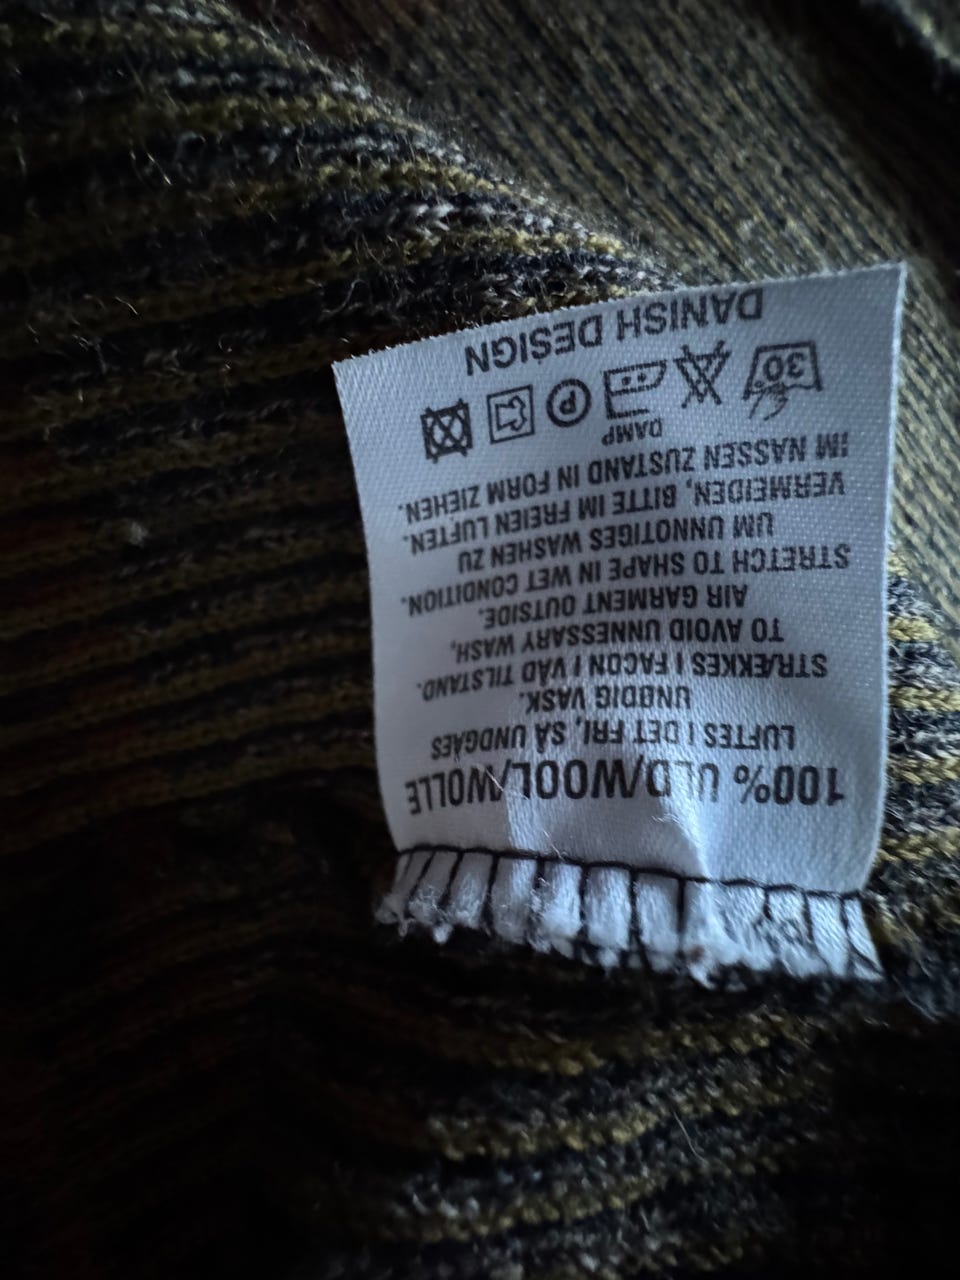 100% ULD/WOOL/WOLLE
LUFTES I DET FRI, SÅ UNDGÅES
UNØDIG VASK.
STRÆKKES I FACON I VÅD TILSTAND.
TO AVOID UNNESSARY WASH,
AIR GARMENT OUTSIDE.
STRETCH TO SHAPE IN WET CONDITION.
UM UNNOTIGES WASHEN ZU
VERMEIDEN, BITTE IM FREIEN LUFTEN.
IM NASSEN ZUSTAND IN FORM ZIEHEN.
DAMP
30 P
DANISH DESIGN